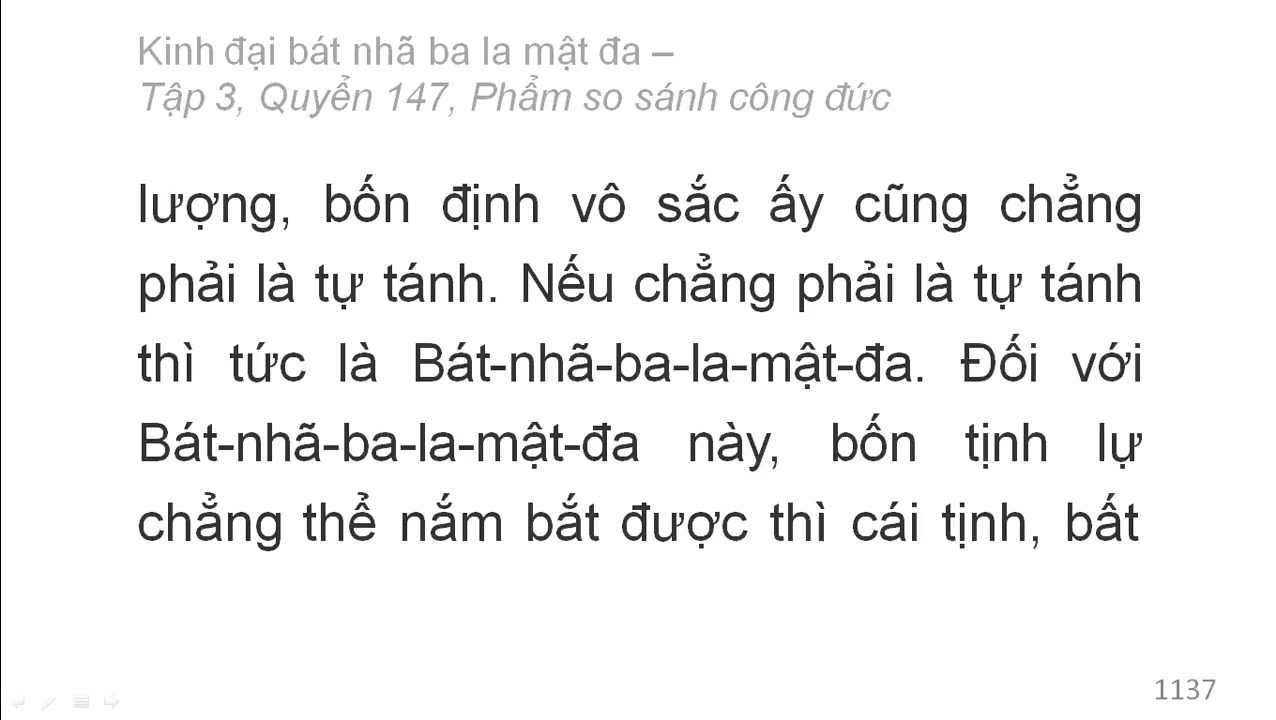 Kinh đại bát nhã ba la mật đa –
Tập 3, Quyển 147, Phẩm so sánh công đức
lượng, bốn định vô sắc ấy cũng chẳng
phải là tự tánh. Nếu chẳng phải là tự tánh
thì tức là Bát-nhã-ba-la-mật-đa. Đối với
Bát-nhã-ba-la-mật-đa này, bốn tịnh lự
chẳng thể nắm bắt được thì cái tịnh, bất
1137